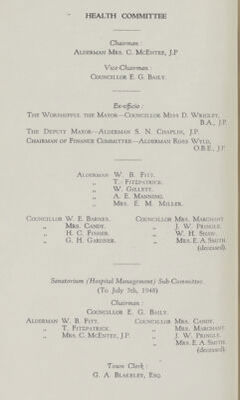 HEALTH COMMITTEE
Chairman:
ALDERMAN MRS. C. MCENTEE, J.P.
Vice-Chairman:
COUNCILLOR E. G. BAILY.
Ex-officio:
THE WORSHIPFUL THE MAYOR—COUNCILLOR MISS D. WRIGLEY, B.A., J.P.
THE DEPUTY MAYOR—ALDERMAN S. N. CHAPLIN, J.P.
CHAIRMAN OF FINANCE COMMITTEE—ALDERMAN ROSS WYLD, O.B.E., J.P.
ALDERMAN W. B. FITT.
„ T. FITZPATRICK.
„ W. GILLETT.
„ A. E. MANNING.
„ MRS. E. M. MILLER.
COUNCILLOR W. E. BARNES. COUNCILLOR MRS. MARCHANT
„ MRS. CANDY. „ J. W. PRINGLE.
„ H. C. FISHER. „ W. H. SHAW.
„ G. H. GARDNER. „ MRS. E. A. SMITH. (deceased).
Sanatorium (Hospital Management) Sub-Committee.
(To July 5th, 1948)
Chairman:
COUNCILLOR E. G. BAILY.
ALDERMAN W. B. FITT. COUNCILLOR MRS. CANDY.
„ T. FITZPATRICK. „ MRS. MARCHANT.
„ MRS. C. MCENTEE, J.P. „ J. W. PRINGLE.
„ MRS. E. A. SMITH. (deceased).
Town Clerk:
G. A. BLAKELEY, ESQ.